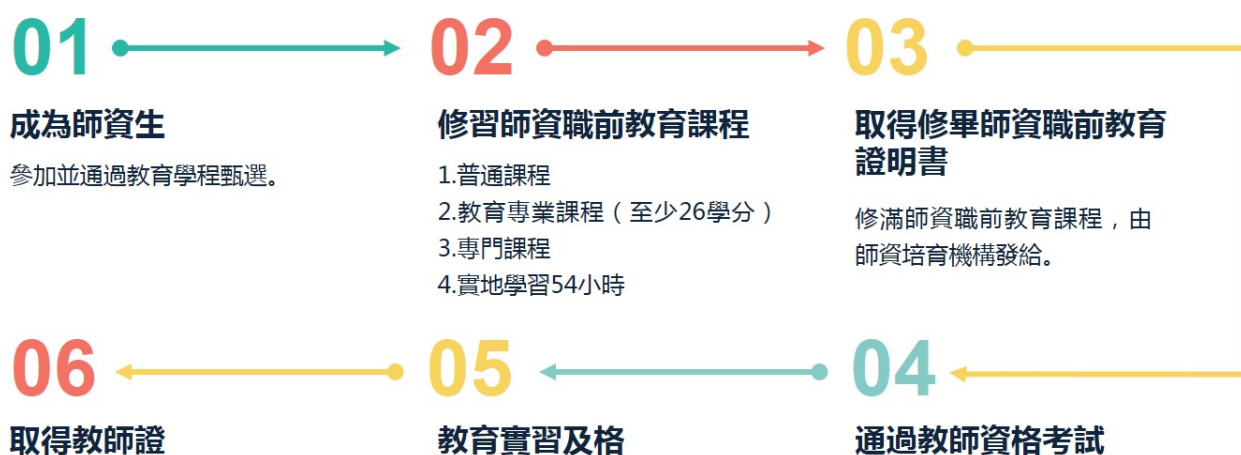 01
成為師資生
參加並通過教育學程甄選。
02
修習師資職前教育課程
1.普通課程
2.教育專業課程（至少26學分）
3.專門課程
4.實地學習54小時
03
取得修畢師資職前教育
證明書
修滿師資職前教育課程，由
師資培育機構發給。
04
通過教師資格考試
05
教育實習及格
06
取得教師證